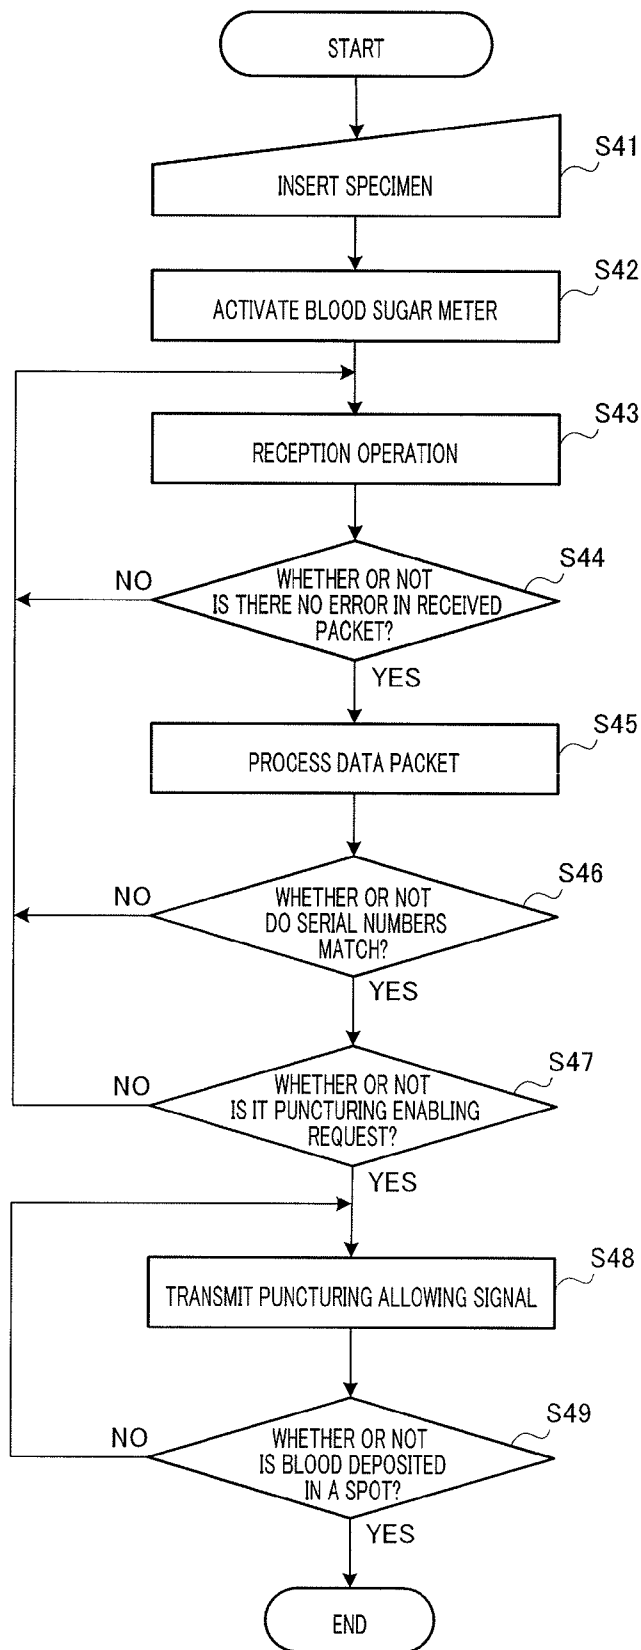 START
S41
INSERT SPECIMEN
S42
ACTIVATE BLOOD SUGAR METER
S43
RECEPTION OPERATION
S44
NO
WHETHER OR NOT
IS THERE NO ERROR IN RECEIVED
PACKET?
YES
S45
PROCESS DATA PACKET
S46
NO
WHETHER OR NOT
DO SERIAL NUMBERS
MATCH?
YES
S47
NO
WHETHER OR NOT
IS IT PUNCTURING ENABLING
REQUEST?
YES
S48
TRANSMIT PUNCTURING ALLOWING SIGNAL
S49
NO
WHETHER OR NOT
IS BLOOD DEPOSITED
IN A SPOT?
YES
END